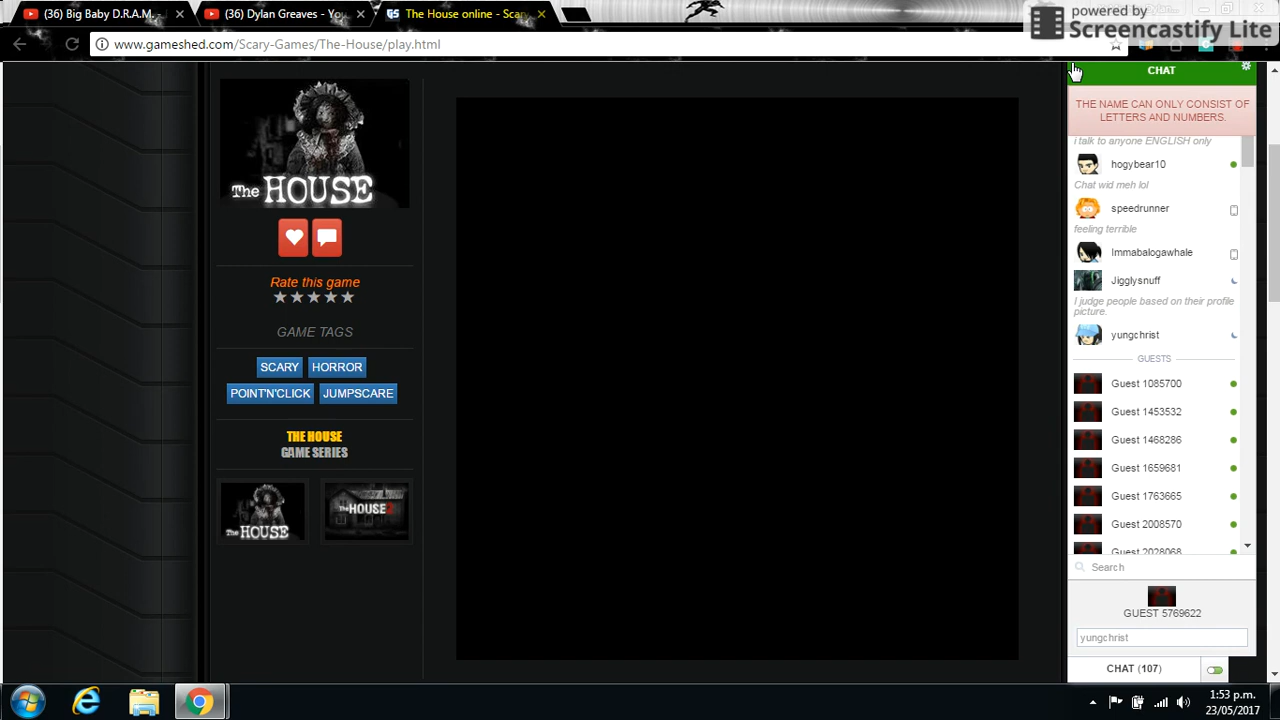 (36) Big Baby D.R.A.M. -
(36) Dylan Greaves - Yo
The House online - Scar
powered by
Screencastify Lite
www.gameshed.com/Scary-Games/The-House/play.html
The HOUSE
Rate this game
GAME TAGS
SCARY
HORROR
POINT'N'CLICK
JUMPSCARE
THE HOUSE
GAME SERIES
The HOUSE
The HOUSE2
CHAT
THE NAME CAN ONLY CONSIST OF
LETTERS AND NUMBERS.
i talk to anyone ENGLISH only
hogybear10
Chat wid meh lol
speedrunner
feeling terrible
Immabalogawhale
Jigglysnuff
I judge people based on their profile
picture.
yungchrist
GUESTS
Guest 1085700
Guest 1453532
Guest 1468286
Guest 1659681
Guest 1763665
Guest 2008570
Guest 2028068
Search
GUEST 5769622
yungchrist
CHAT (107)
1:53 p.m.
23/05/2017